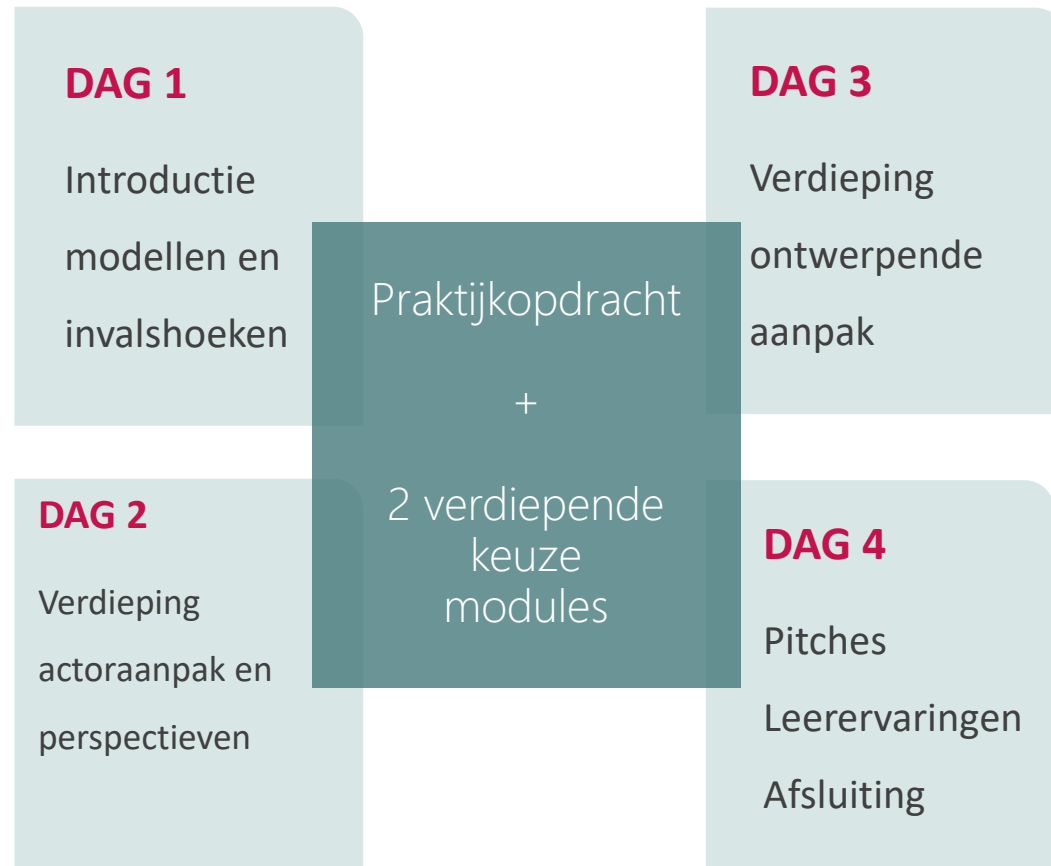 DAG 1
Introductie
modellen en
invalshoeken
DAG 2
Verdieping
actoraanpak en
perspectieven
Praktijkopdracht
+
2 verdiepende
keuze
modules
DAG 3
Verdieping
ontwerpende
aanpak
DAG 4
Pitches
Leerervaringen
Afsluiting